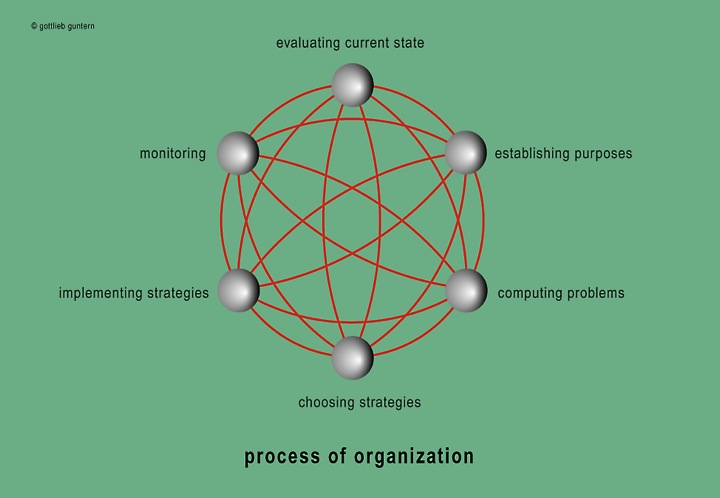 © gottlieb guntern
evaluating current state
monitoring
establishing purposes
implementing strategies
computing problems
choosing strategies
process of organization